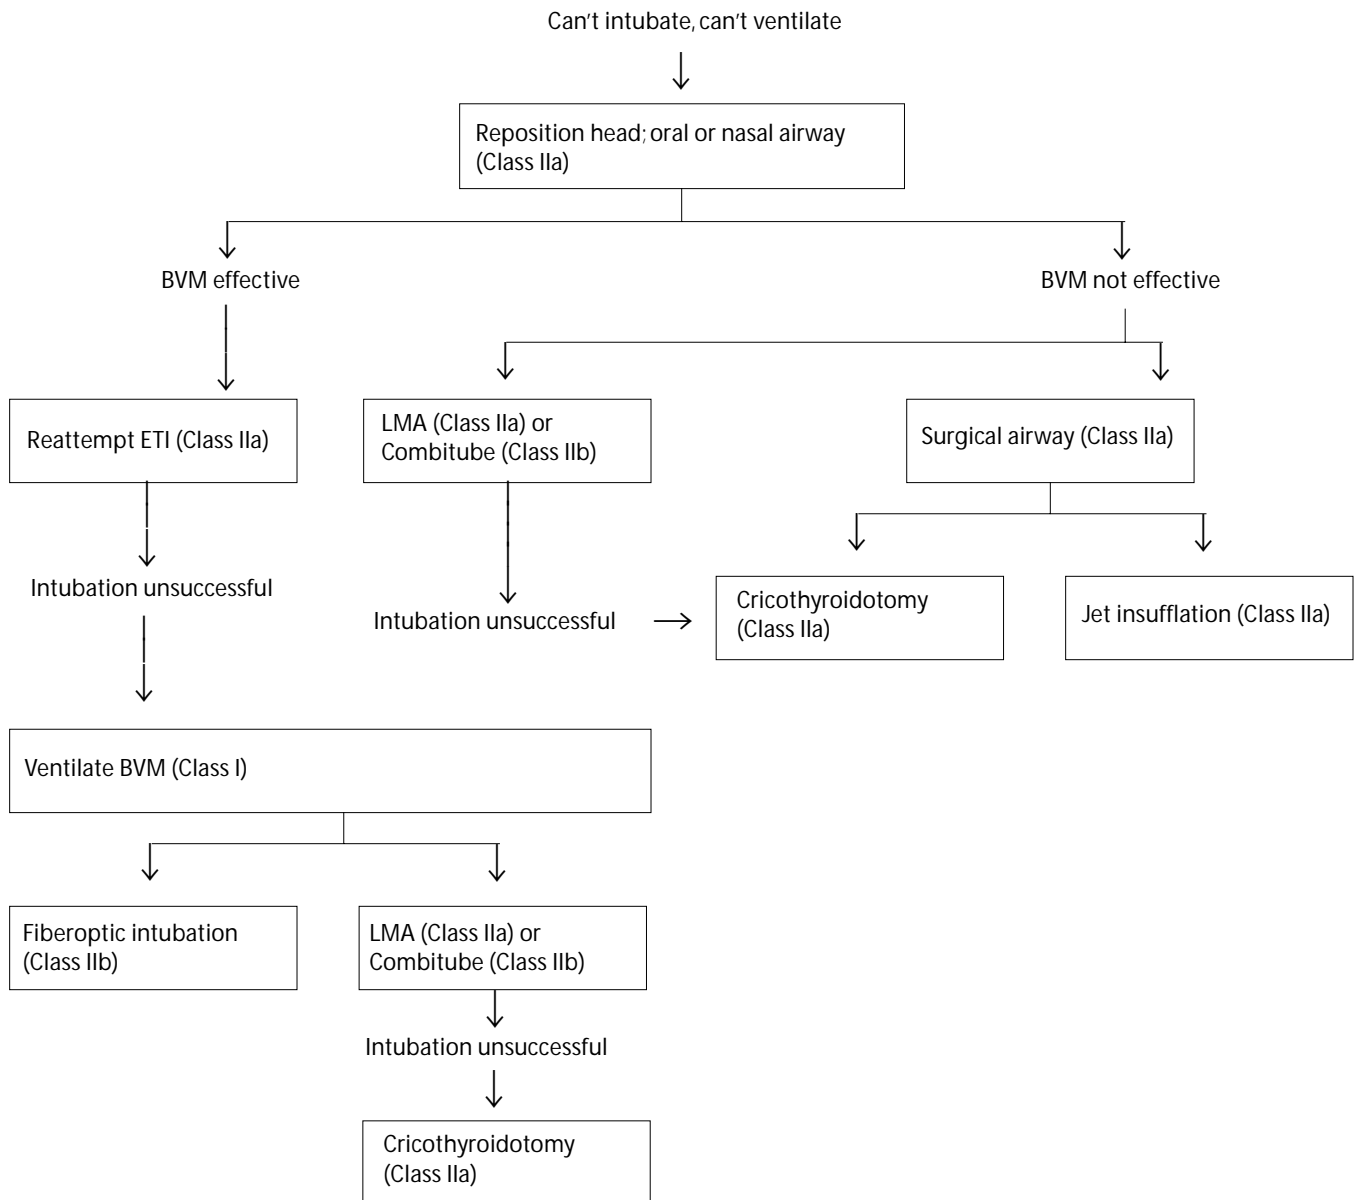 Can't intubate, can't ventilate
Reposition head; oral or nasal airway
(Class IIa)
BVM effective
BVM not effective
Reattempt ETI (Class IIa)
LMA (Class IIa) or
Combitube (Class IIb)
Surgical airway (Class IIa)
Intubation unsuccessful
Intubation unsuccessful
Cricothyroidotomy
(Class IIa)
Jet insufflation (Class IIa)
Ventilate BVM (Class I)
Fiberoptic intubation
(Class IIb)
LMA (Class IIa) or
Combitube (Class IIb)
Intubation unsuccessful
Cricothyroidotomy
(Class IIa)